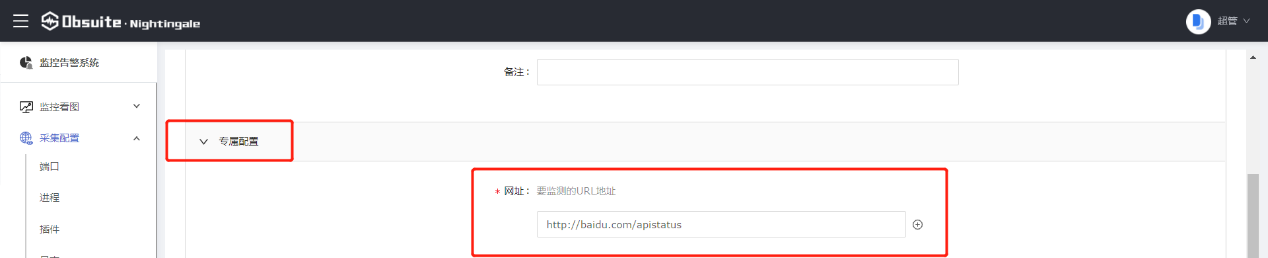 Obsuite · Nightingale
超管
监控告警系统
备注：
监控看图
专属配置
采集配置
端口
* 网址： 要监测的URL地址
进程
http://baidu.com/apistatus
插件